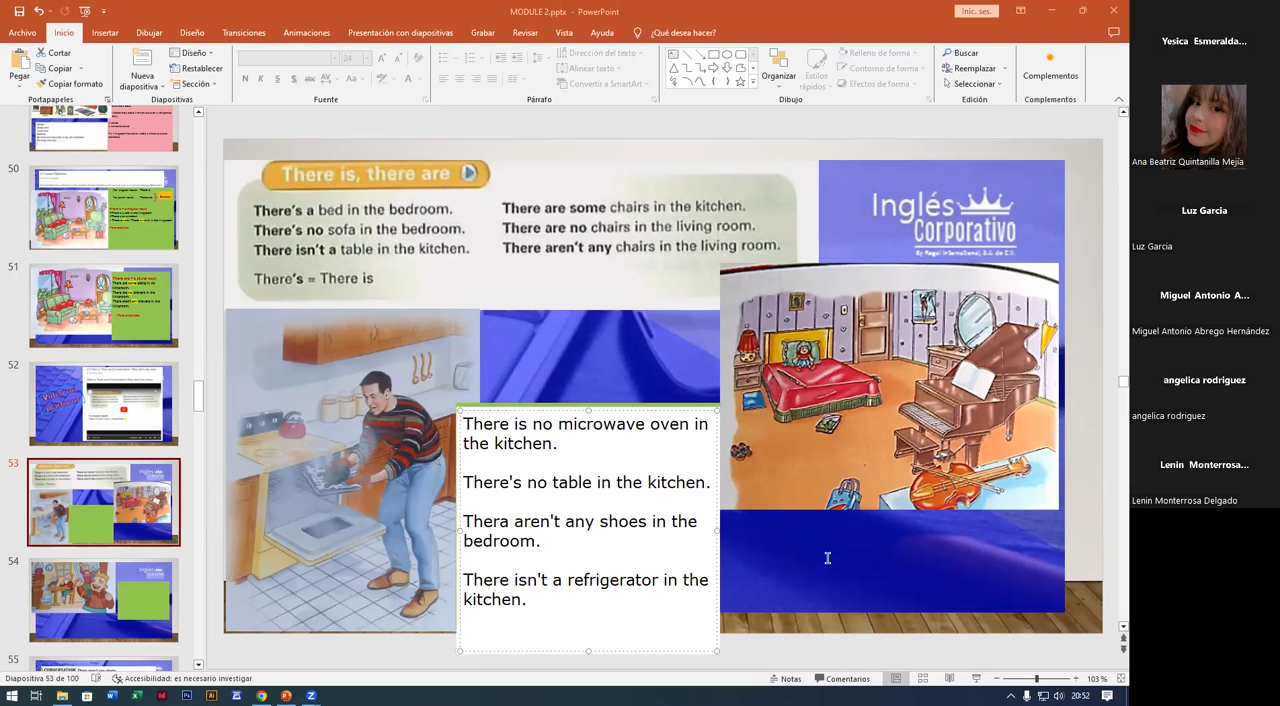 MODULE 2.pptx - PowerPoint
Inic. ses.
Archivo
Inicio
Insertar
Dibujar
Diseño
Transiciones
Animaciones
Presentación con diapositivas
Grabar
Revisar
Vista
Ayuda
¿Qué desea hacer?
Pegar
Cortar
Copiar
Copiar formato
Portapapeles
Nueva
diapositiva
Diseño
Restablecer
Sección
Diapositivas
Fuente
Dirección del texto
Alinear texto
Convertir a SmartArt
Párrafo
Organizar
Estilos
rápidos
Relleno de forma
Contorno de forma
Efectos de forma
Dibujo
Buscar
Reemplazar
Seleccionar
Edición
Complementos
Complementos
50
51
52
53
54
55
There is, there are
There's a bed in the bedroom.
There's no sofa in the bedroom.
There isn't a table in the kitchen.
There's = There is
There are some chairs in the kitchen.
There are no chairs in the living room.
There aren't any chairs in the living room.
Inglés
Corporativo
By Regal International, S.A. de C.V.
There is no microwave oven in
the kitchen.
There's no table in the kitchen.
Thera aren't any shoes in the
bedroom.
There isn't a refrigerator in the
kitchen.
Yesica Esmeralda...
Ana Beatriz Quintanilla Mejía
Luz Garcia
Luz Garcia
Miguel Antonio A...
Miguel Antonio Abrego Hernández
angelica rodriguez
angelica rodriguez
Lenin Monterrosa...
Lenin Monterrosa Delgado
Diapositiva 53 de 100
Accesibilidad: es necesario investigar
Notas
Comentarios
103 %
20:52